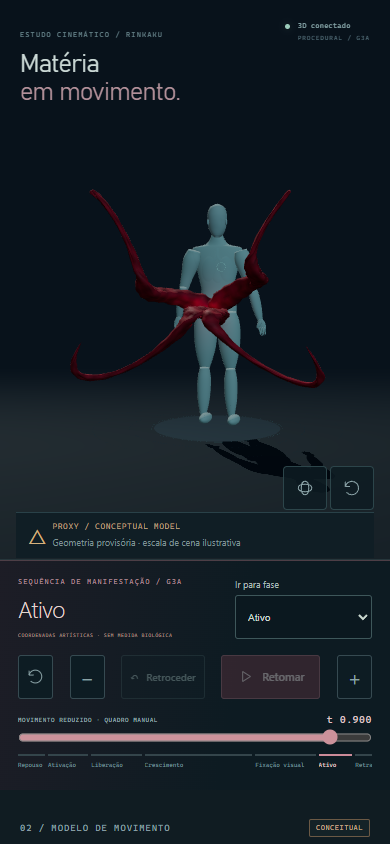 ESTUDO CINEMÁTICO / RINKAKU
3D conectado
PROCEDURAL / G3A
Matéria
em movimento.
PROXY / CONCEPTUAL MODEL
Geometria provisória · escala de cena ilustrativa
SEQUÊNCIA DE MANIFESTAÇÃO / G3A
Ir para fase
Ativo
Ativo
COORDENADAS ARTÍSTICAS · SEM MEDIDA BIOLÓGICA
− Retroceder Retomar +
MOVIMENTO REDUZIDO · QUADRO MANUAL
t 0.900
Repouso Ativação Liberação Crescimento Fixação visual Ativo Retra
02 / MODELO DE MOVIMENTO
CONCEITUAL